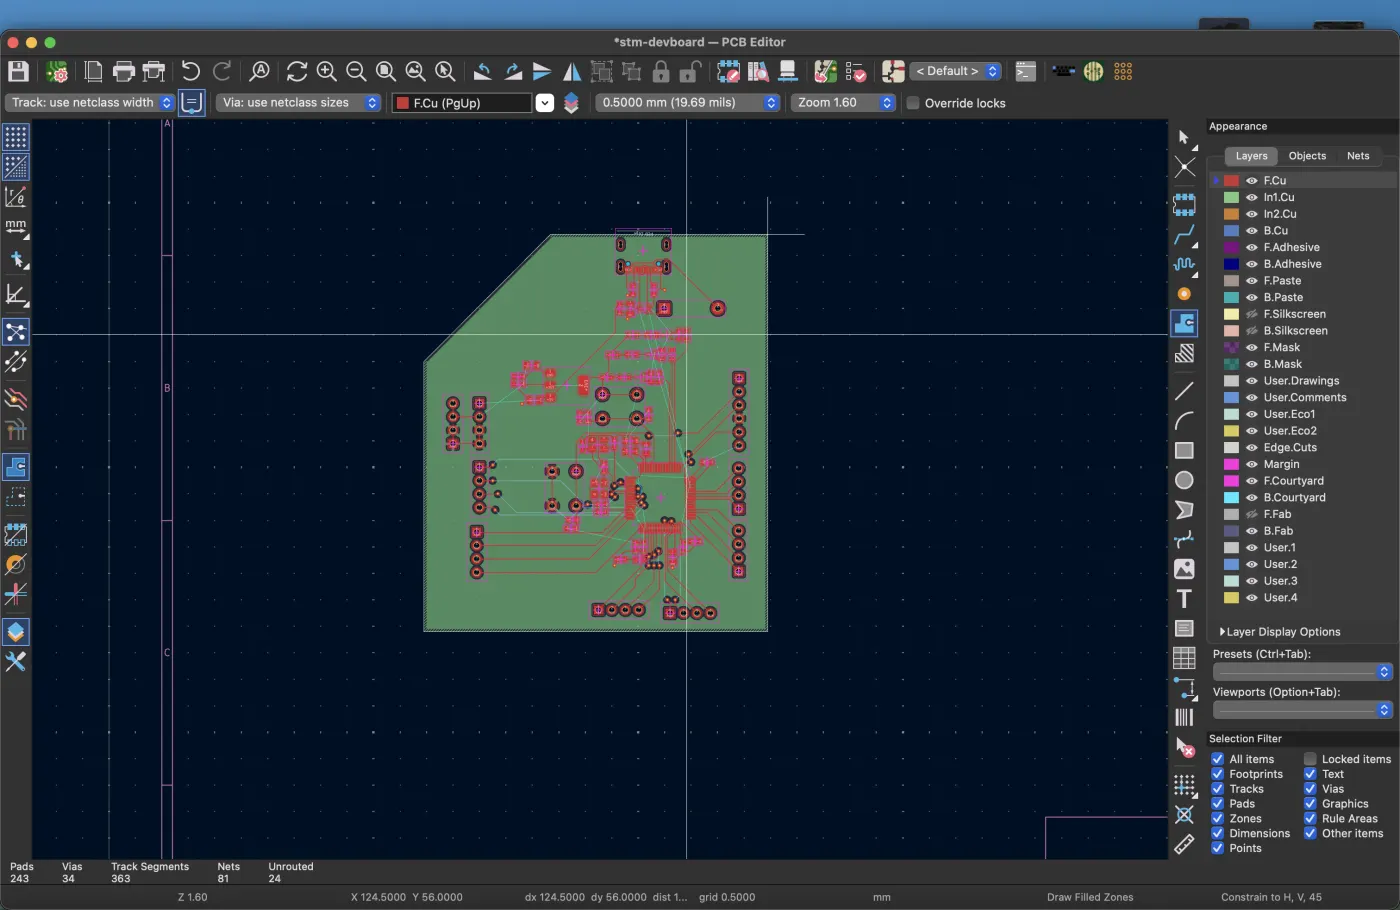 *stm-devboard — PCB Editor
< Default >
Track: use netclass width
Via: use netclass sizes
F.Cu (PgUp)
0.5000 mm (19.69 mils)
Zoom 1.60
Override locks
mm
A
B
C
Appearance
Layers
Objects
Nets
F.Cu
In1.Cu
In2.Cu
B.Cu
F.Adhesive
B.Adhesive
F.Paste
B.Paste
F.Silkscreen
B.Silkscreen
F.Mask
B.Mask
User.Drawings
User.Comments
User.Eco1
User.Eco2
Edge.Cuts
Margin
F.Courtyard
B.Courtyard
F.Fab
B.Fab
User.1
User.2
User.3
User.4
Layer Display Options
Presets (Ctrl+Tab):
Viewports (Option+Tab):
Selection Filter
All items
Locked items
Footprints
Text
Tracks
Vias
Pads
Graphics
Zones
Rule Areas
Dimensions
Other items
Points
Pads Vias Track Segments Nets Unrouted
243 34 363 81 24
Z 1.60 X 124.5000 Y 56.0000 dx 124.5000 dy 56.0000 dist 1... grid 0.5000 mm Draw Filled Zones Constrain to H, V, 45